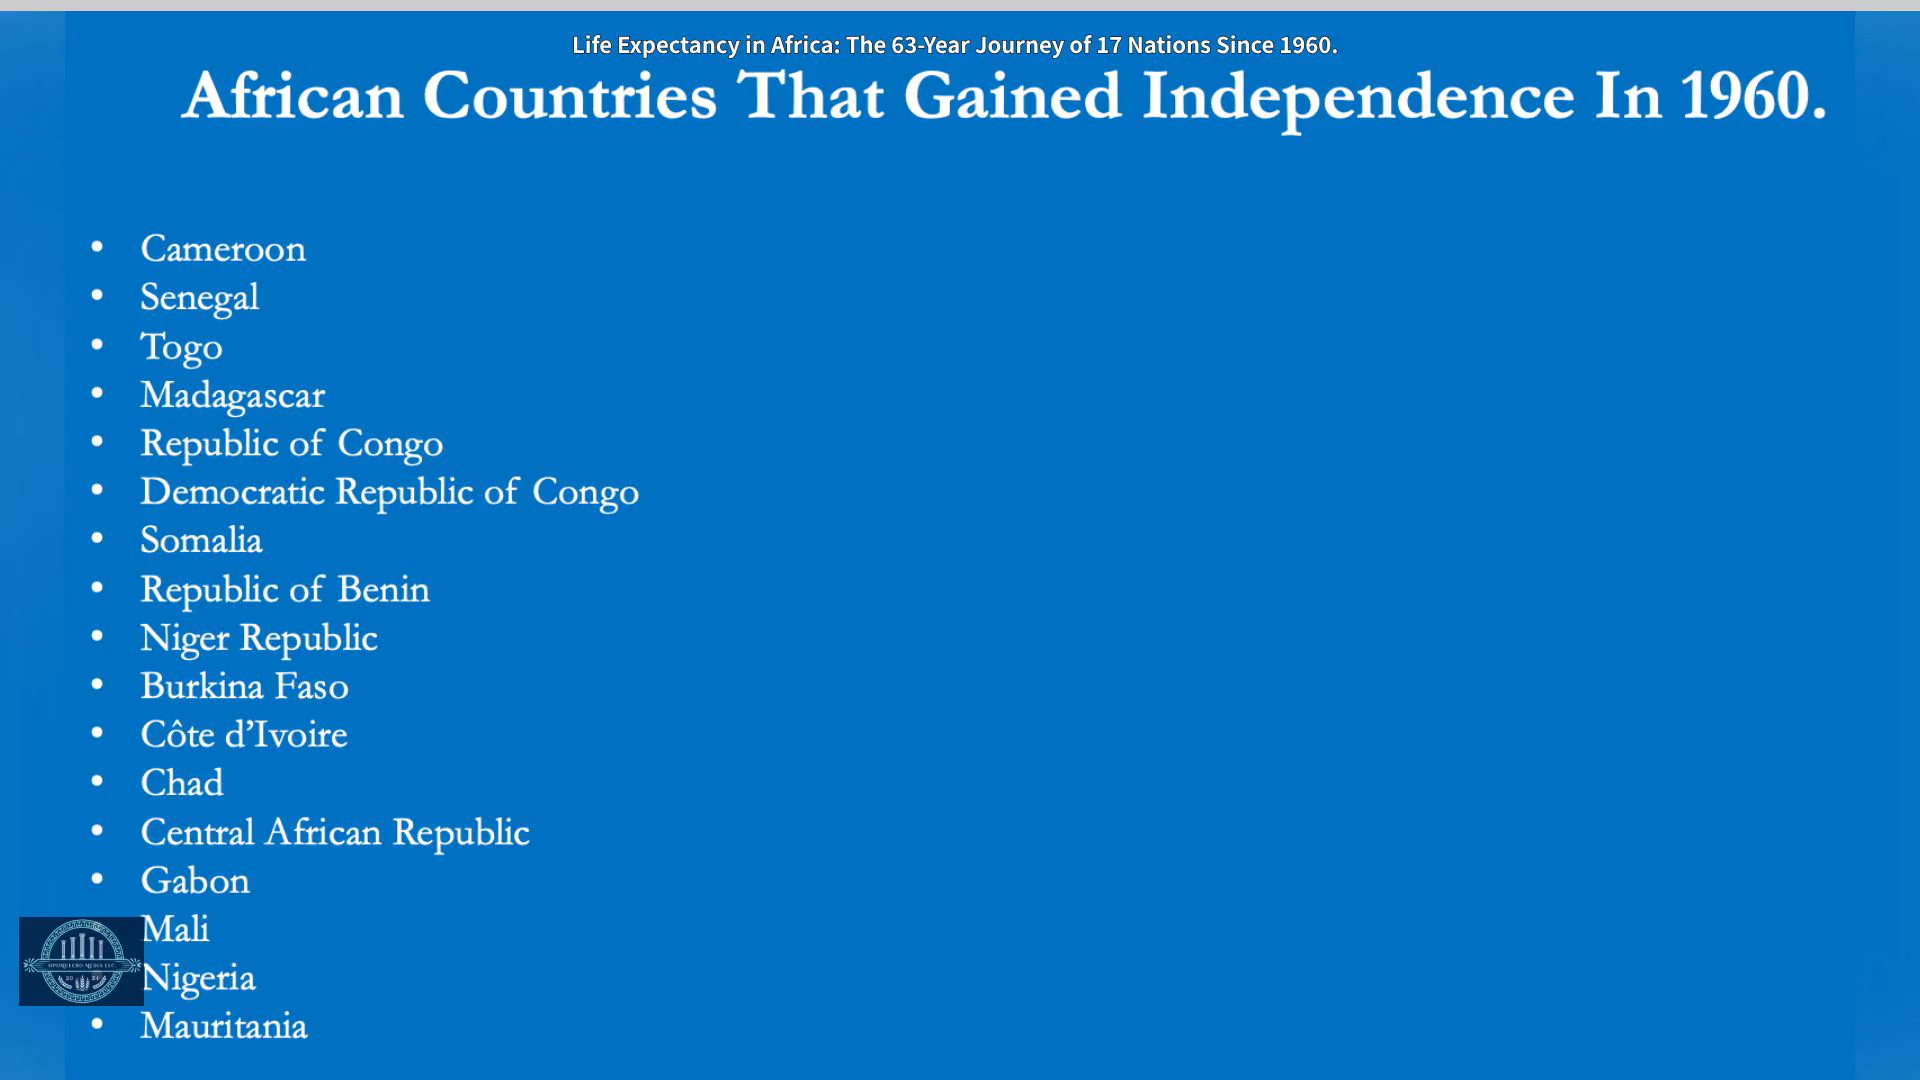 Life Expectancy in Africa: The 63-Year Journey of 17 Nations Since 1960.
African Countries That Gained Independence In 1960.
• Cameroon
• Senegal
• Togo
• Madagascar
• Republic of Congo
• Democratic Republic of Congo
• Somalia
• Republic of Benin
• Niger Republic
• Burkina Faso
• Côte d’Ivoire
• Chad
• Central African Republic
• Gabon
Mali
Nigeria
• Mauritania